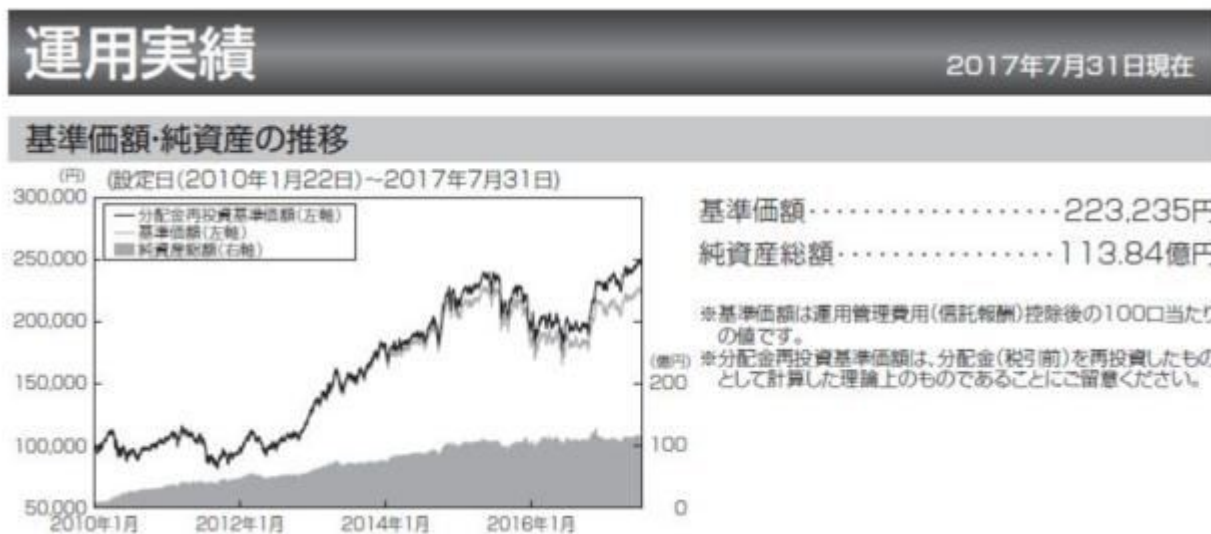 運用実績
2017年7月31日現在
基準価額・純資産の推移
(円) (設定日(2010年1月22日)～2017年7月31日)
300,000
250,000
200,000
150,000
100,000
50,000
分配金再投資基準価額(左軸)
基準価額(左軸)
純資産総額(右軸)
(億円)
200
100
0
2010年1月 2012年1月 2014年1月 2016年1月
基準価額・・・・・・・・・・・・・・・・・・・223,235円
純資産総額・・・・・・・・・・・・・・・・・113.84億円
※基準価額は運用管理費用(信託報酬)控除後の100口当たり
の値です。
※分配金再投資基準価額は、分配金(税引前)を再投資したもの
として計算した理論上のものであることにご留意ください。